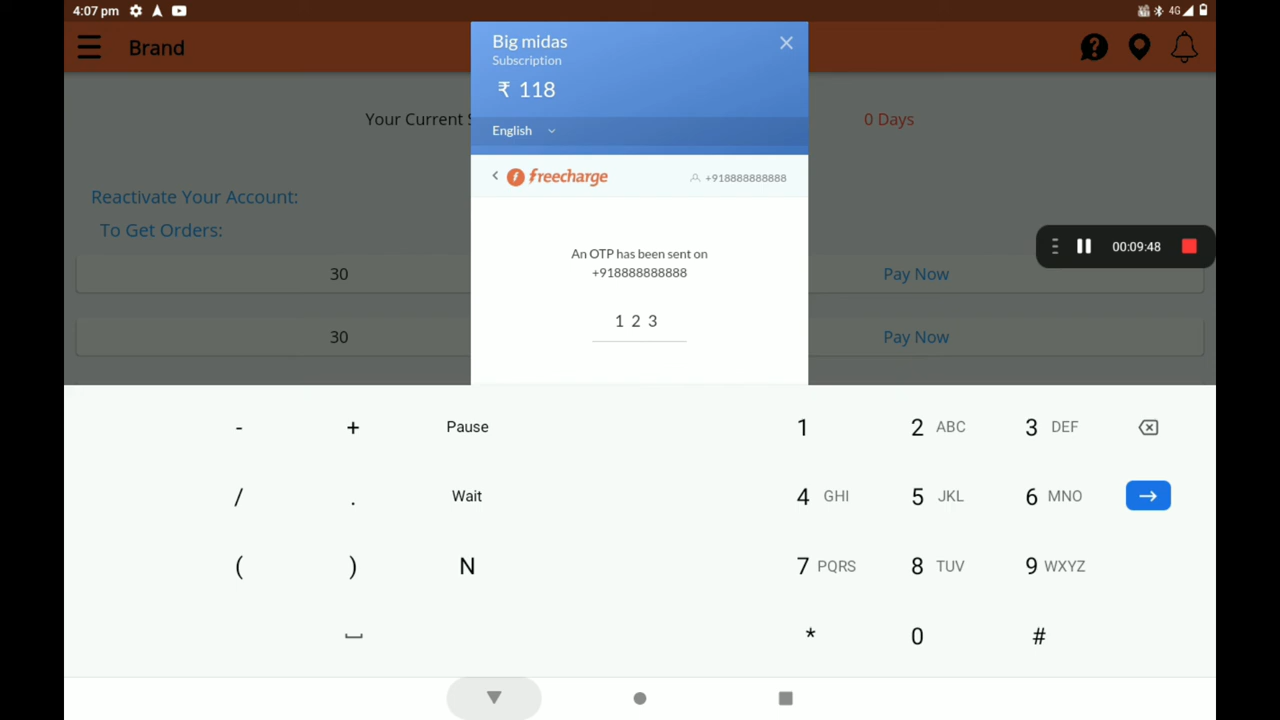 4:07 pm 4G
Brand
Big midas
Subscription
₹ 118
English
Your Current S
0 Days
freecharge +918888888888
Reactivate Your Account:
To Get Orders:
An OTP has been sent on
+918888888888
00:09:48
30 Pay Now
1 2 3
30 Pay Now
- + Pause 1 2 ABC 3 DEF
/ . Wait 4 GHI 5 JKL 6 MNO
( ) N 7 PQRS 8 TUV 9 WXYZ
* 0 #